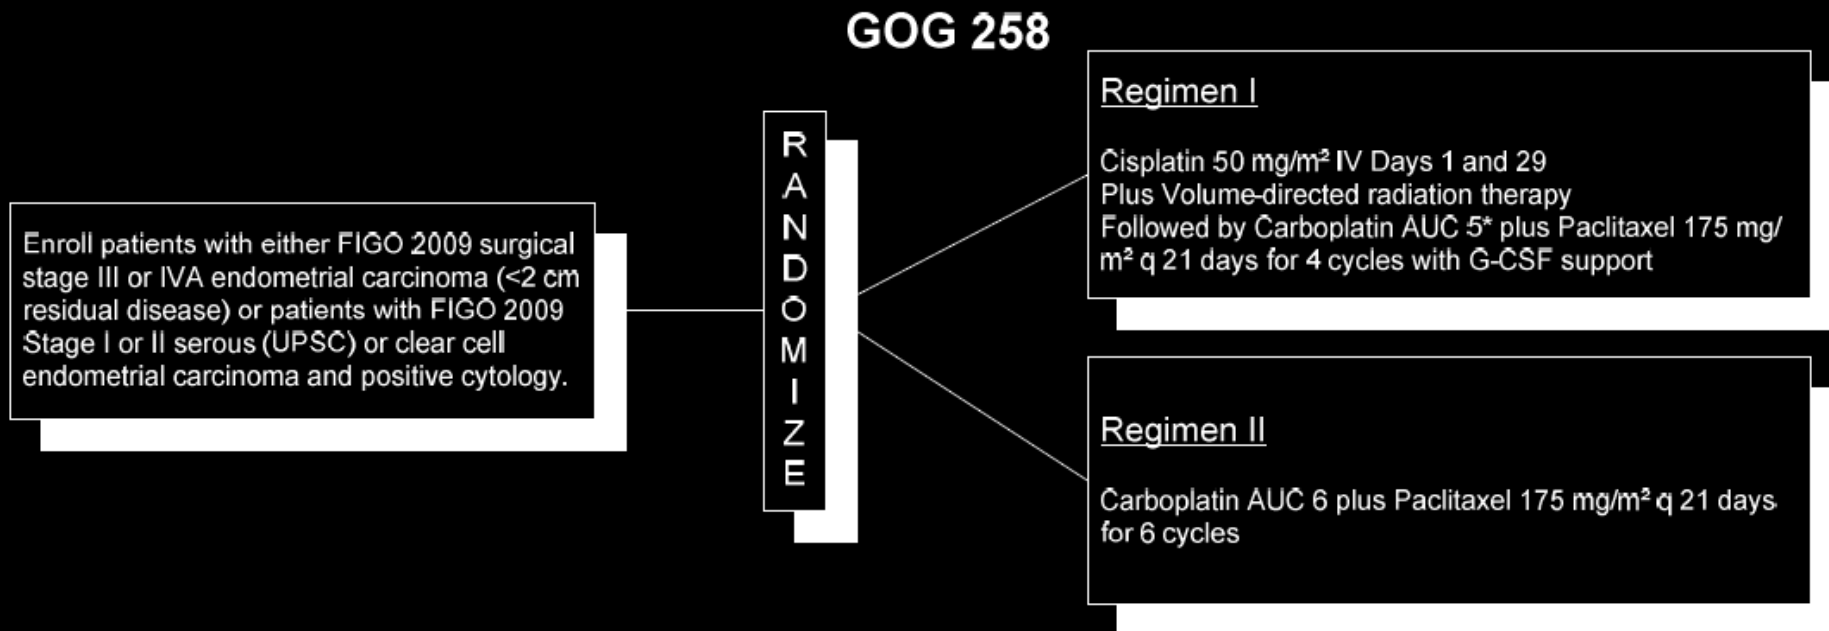 GOG 258
Enroll patients with either FIGO 2009 surgical
stage III or IVA endometrial carcinoma (<2 cm
residual disease) or patients with FIGO 2009
Stage I or II serous (UPSC) or clear cell
endometrial carcinoma and positive cytology.
R
A
N
D
O
M
I
Z
E
Regimen I
Cisplatin 50 mg/m² IV Days 1 and 29
Plus Volume-directed radiation therapy
Followed by Carboplatin AUC 5* plus Paclitaxel 175 mg/
m² q 21 days for 4 cycles with G-CSF support
Regimen II
Carboplatin AUC 6 plus Paclitaxel 175 mg/m² q 21 days
for 6 cycles